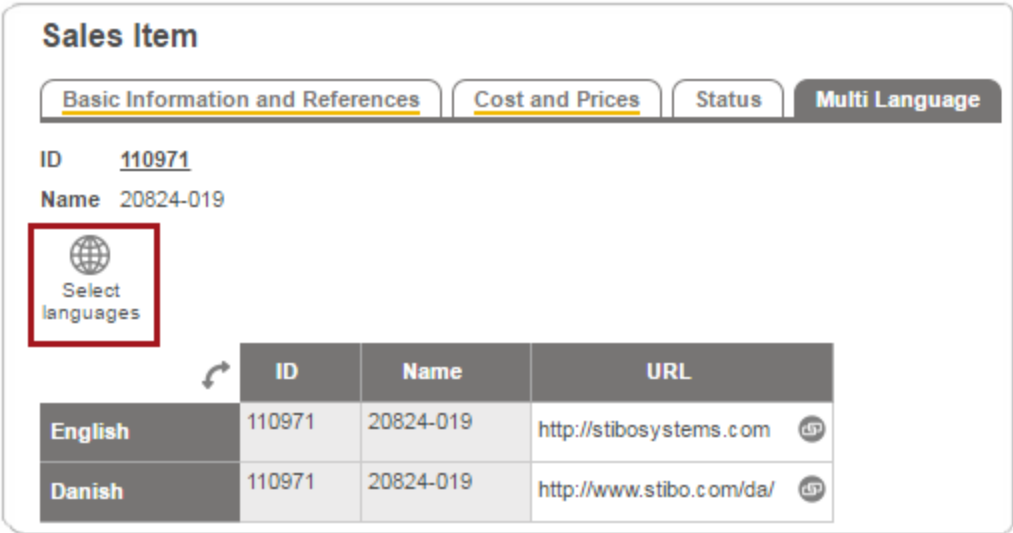 Sales Item
Basic Information and References Cost and Prices Status Multi Language
ID 110971
Name 20824-019
Select
languages
ID Name URL
English 110971 20824-019 http://stibosystems.com
Danish 110971 20824-019 http://www.stibo.com/da/